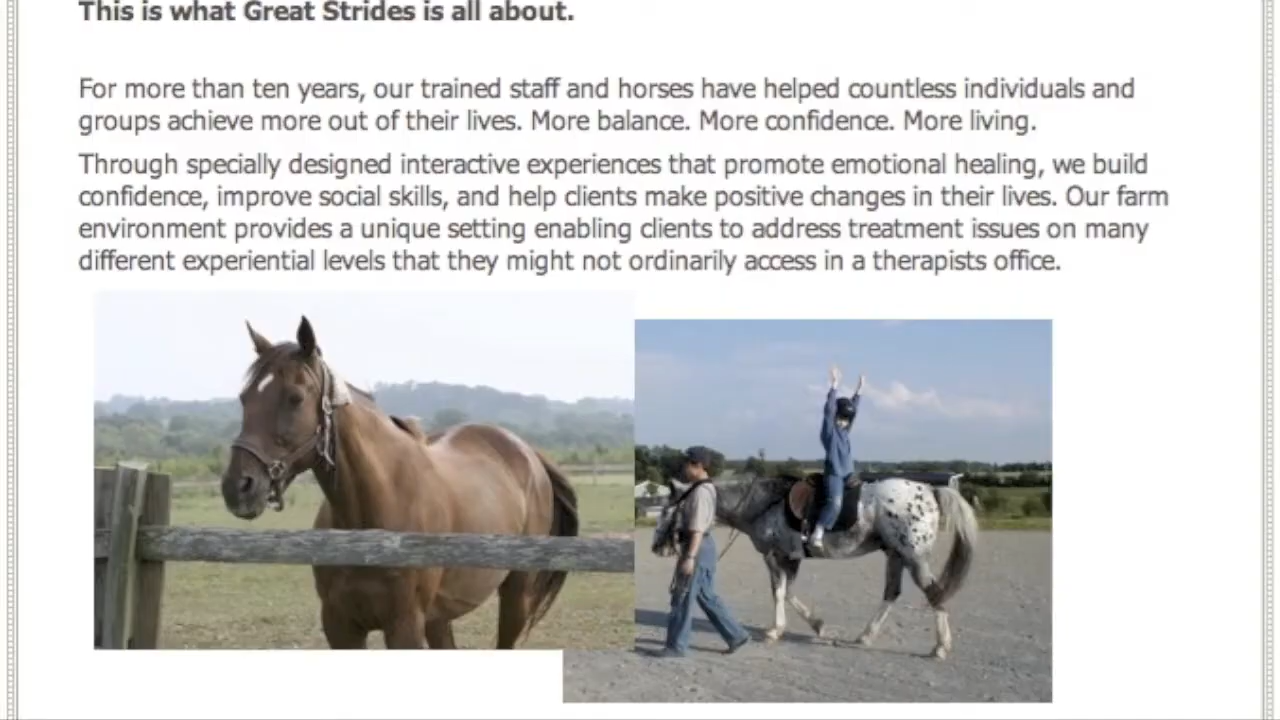 This is what Great Strides is all about.
For more than ten years, our trained staff and horses have helped countless individuals and
groups achieve more out of their lives. More balance. More confidence. More living.
Through specially designed interactive experiences that promote emotional healing, we build
confidence, improve social skills, and help clients make positive changes in their lives. Our farm
environment provides a unique setting enabling clients to address treatment issues on many
different experiential levels that they might not ordinarily access in a therapists office.